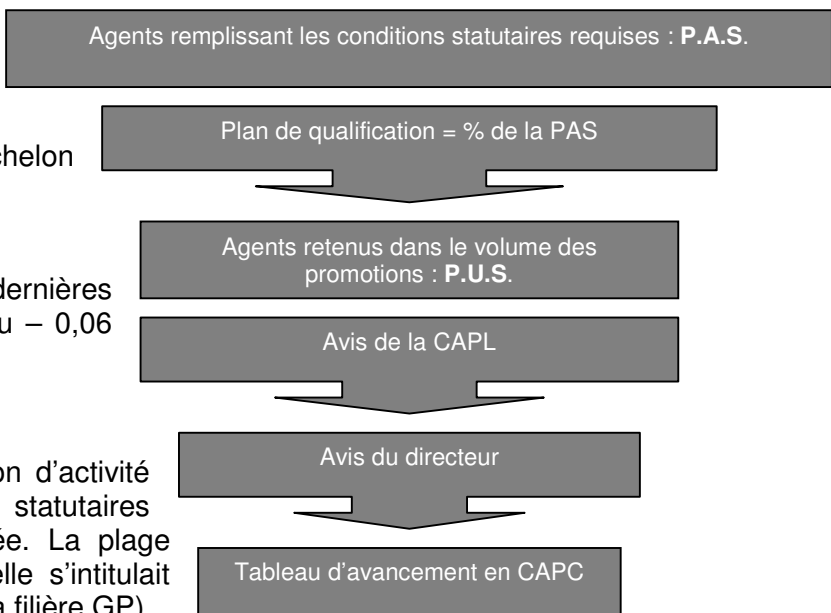 Agents remplissant les conditions statutaires requises : P.A.S.
Plan de qualification = % de la PAS
chelon
Agents retenus dans le volume des
promotions : P.U.S.
dernières
u – 0,06
Avis de la CAPL
Avis du directeur
on d'activité
statutaires
ée. La plage
elle s'intitulait
Tableau d'avancement en CAPC
a filière GP)